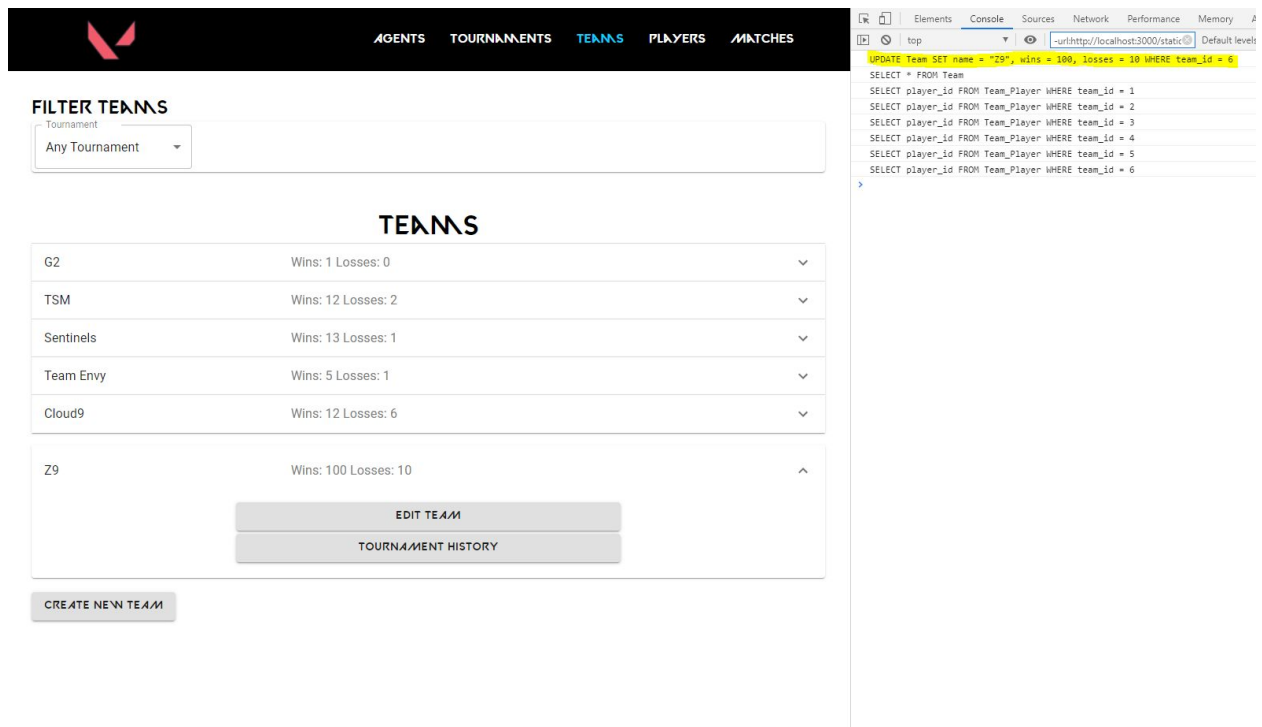 AGENTS TOURNAMENTS TEAMS PLAYERS MATCHES
FILTER TEAMS
Tournament
Any Tournament
TEAMS
G2 Wins: 1 Losses: 0
TSM Wins: 12 Losses: 2
Sentinels Wins: 13 Losses: 1
Team Envy Wins: 5 Losses: 1
Cloud9 Wins: 12 Losses: 6
Z9 Wins: 100 Losses: 10
EDIT TEAM
TOURNAMENT HISTORY
CREATE NEW TEAM
Elements Console Sources Network Performance Memory
top -url:http://localhost:3000/static Default levels
UPDATE Team SET name = "Z9", wins = 100, losses = 10 WHERE team_id = 6
SELECT * FROM Team
SELECT player_id FROM Team_Player WHERE team_id = 1
SELECT player_id FROM Team_Player WHERE team_id = 2
SELECT player_id FROM Team_Player WHERE team_id = 3
SELECT player_id FROM Team_Player WHERE team_id = 4
SELECT player_id FROM Team_Player WHERE team_id = 5
SELECT player_id FROM Team_Player WHERE team_id = 6
>